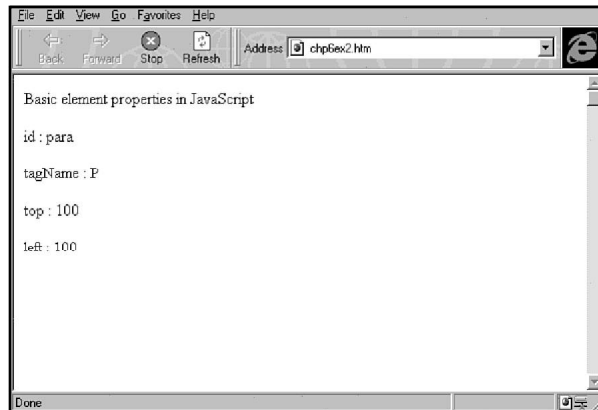 File Edit View Go Favorites Help
Back Forward Stop Refresh Address chp6ex2.htm
Basic element properties in JavaScript
id : para
tagName : P
top : 100
left : 100
Done